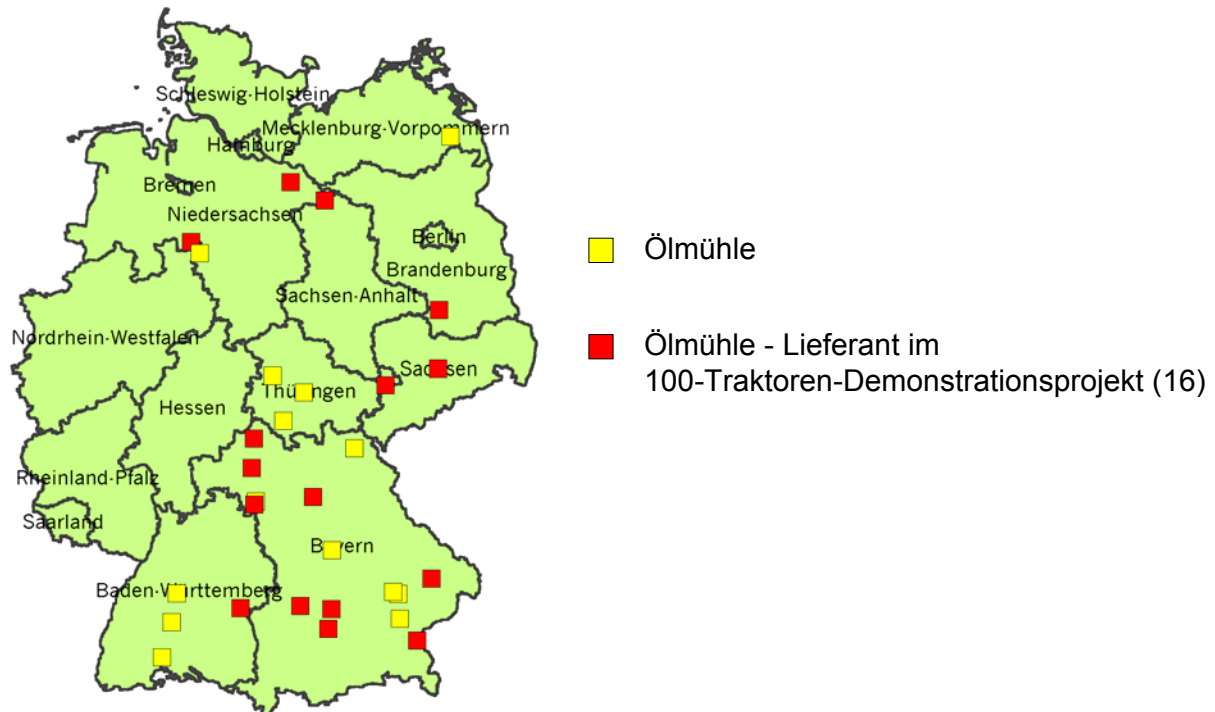 Schleswig-Holstein
Mecklenburg-Vorpommern
Hamburg
Bremen
Niedersachsen
Berlin
Brandenburg
Sachsen-Anhalt
Nordrhein-Westfalen
Sachsen
Thüringen
Hessen
Rheinland-Pfalz
Saarland
Bayern
Baden-Württemberg
Ölmühle
Ölmühle - Lieferant im
100-Traktoren-Demonstrationsprojekt (16)